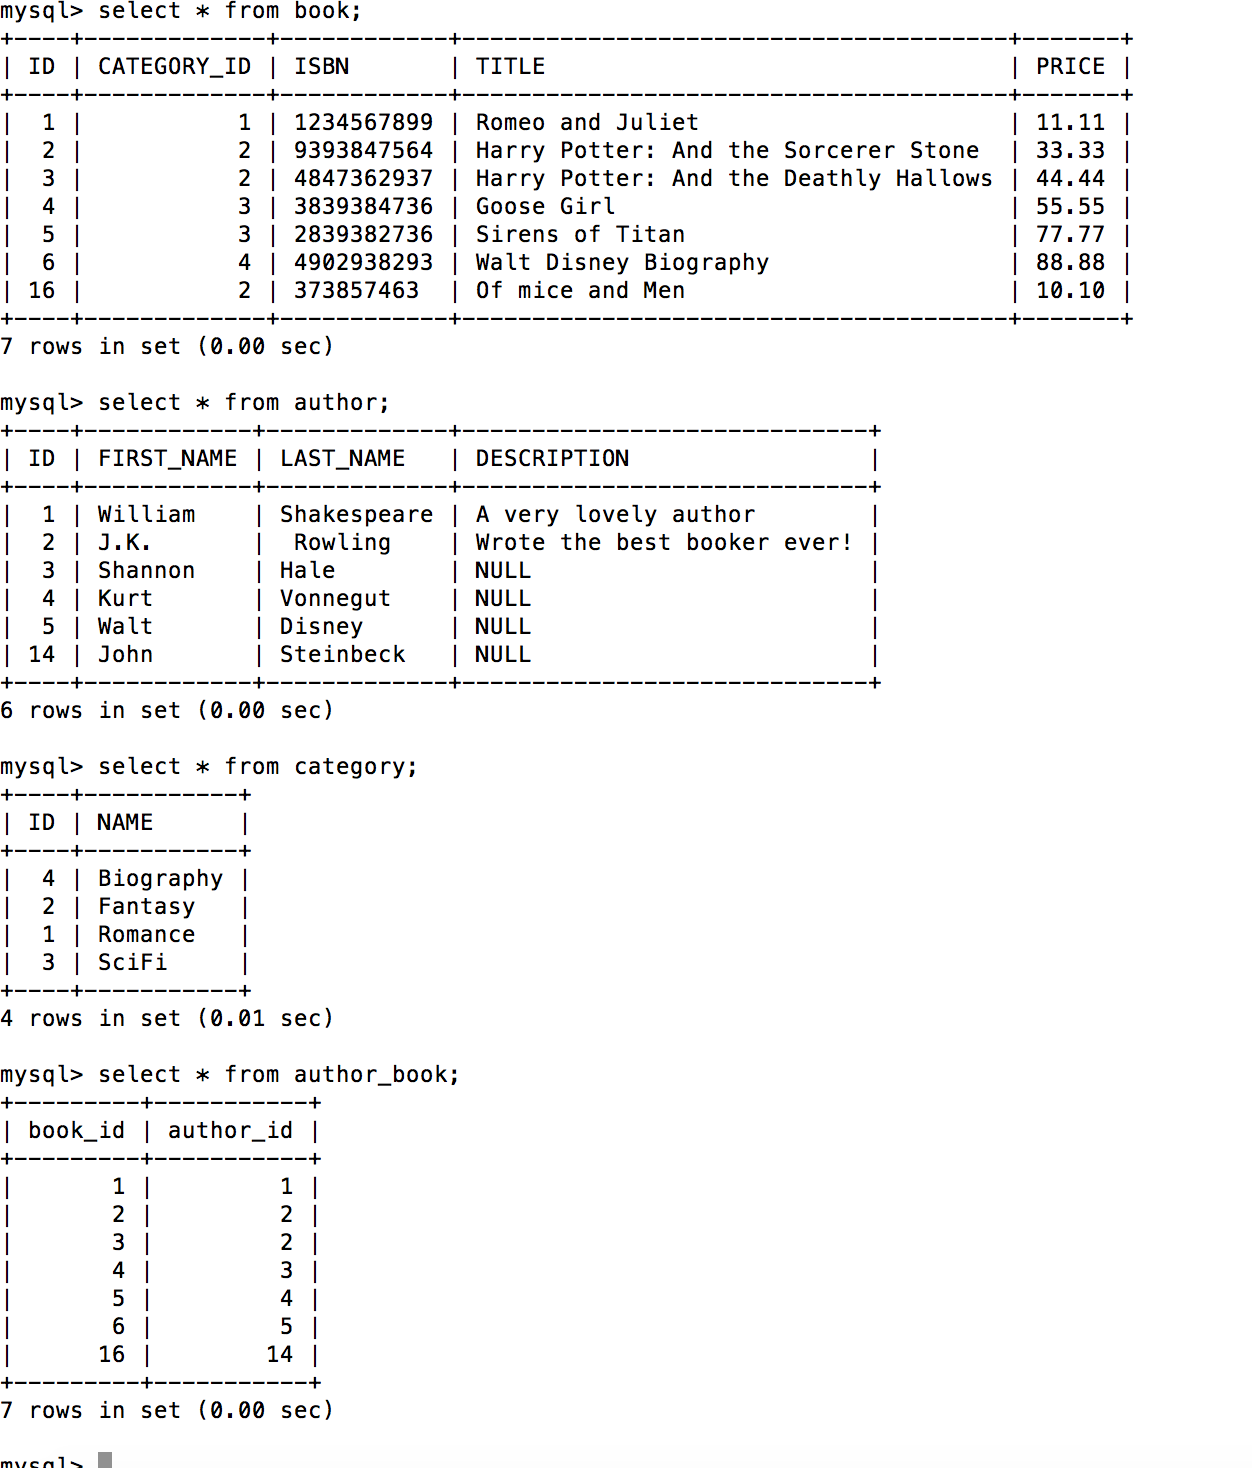 mysql> select * from book;
+----+-------------+------------+---------------------------------------+-------+
| ID | CATEGORY_ID | ISBN       | TITLE                                 | PRICE |
+----+-------------+------------+---------------------------------------+-------+
|  1 |           1 | 1234567899 | Romeo and Juliet                      | 11.11 |
|  2 |           2 | 9393847564 | Harry Potter: And the Sorcerer Stone  | 33.33 |
|  3 |           2 | 4847362937 | Harry Potter: And the Deathly Hallows | 44.44 |
|  4 |           3 | 3839384736 | Goose Girl                            | 55.55 |
|  5 |           3 | 2839382736 | Sirens of Titan                       | 77.77 |
|  6 |           4 | 4902938293 | Walt Disney Biography                 | 88.88 |
| 16 |           2 | 373857463  | Of mice and Men                       | 10.10 |
+----+-------------+------------+---------------------------------------+-------+
7 rows in set (0.00 sec)

mysql> select * from author;
+----+------------+-------------+-----------------------------+
| ID | FIRST_NAME | LAST_NAME   | DESCRIPTION                 |
+----+------------+-------------+-----------------------------+
|  1 | William    | Shakespeare | A very lovely author        |
|  2 | J.K.       |  Rowling    | Wrote the best booker ever! |
|  3 | Shannon    | Hale        | NULL                        |
|  4 | Kurt       | Vonnegut    | NULL                        |
|  5 | Walt       | Disney      | NULL                        |
| 14 | John       | Steinbeck   | NULL                        |
+----+------------+-------------+-----------------------------+
6 rows in set (0.00 sec)

mysql> select * from category;
+----+-----------+
| ID | NAME      |
+----+-----------+
|  4 | Biography |
|  2 | Fantasy   |
|  1 | Romance   |
|  3 | SciFi     |
+----+-----------+
4 rows in set (0.01 sec)

mysql> select * from author_book;
+---------+-----------+
| book_id | author_id |
+---------+-----------+
|       1 |         1 |
|       2 |         2 |
|       3 |         2 |
|       4 |         3 |
|       5 |         4 |
|       6 |         5 |
|      16 |        14 |
+---------+-----------+
7 rows in set (0.00 sec)

mysql>